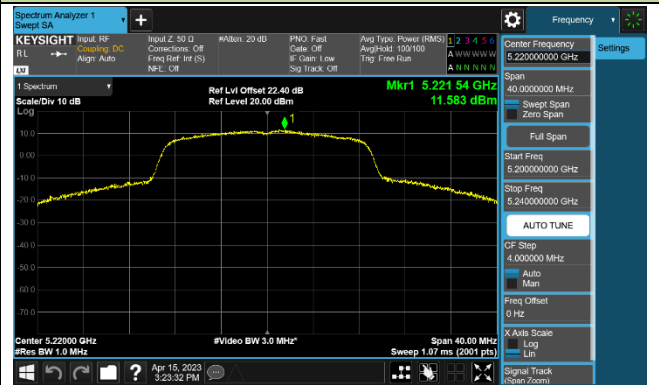 Spectrum Analyzer 1
Swept SA
Frequency
KEYSIGHT
RL
Input: RF
Coupling: DC
Align: Auto
Input Z: 50 Ω
Corrections: Off
Freq Ref: Int (S)
NFE: Off
#Atten: 20 dB
PNO: Fast
Gate: Off
IF Gain: Low
Sig Track: Off
Avg Type: Power (RMS)
Avg|Hold: 100/100
Trig: Free Run
1 2 3 4 5 6
A W W W W W
A N N N N N
LXI
1 Spectrum
Scale/Div 10 dB
Log
Ref Lvl Offset 22.40 dB
Ref Level 20.00 dBm
Mkr1 5.221 54 GHz
11.583 dBm
1
10.0
0.00
-10.0
-20.0
-30.0
-40.0
-50.0
-60.0
-70.0
Center 5.22000 GHz
#Res BW 1.0 MHz
#Video BW 3.0 MHz*
Span 40.00 MHz
Sweep 1.07 ms (2001 pts)
Apr 15, 2023
3:23:32 PM
Center Frequency
5.220000000 GHz
Settings
Span
40.0000000 MHz
Swept Span
Zero Span
Full Span
Start Freq
5.200000000 GHz
Stop Freq
5.240000000 GHz
AUTO TUNE
CF Step
4.000000 MHz
Auto
Man
Freq Offset
0 Hz
X Axis Scale
Log
Lin
Signal Track
(Span Zoom)